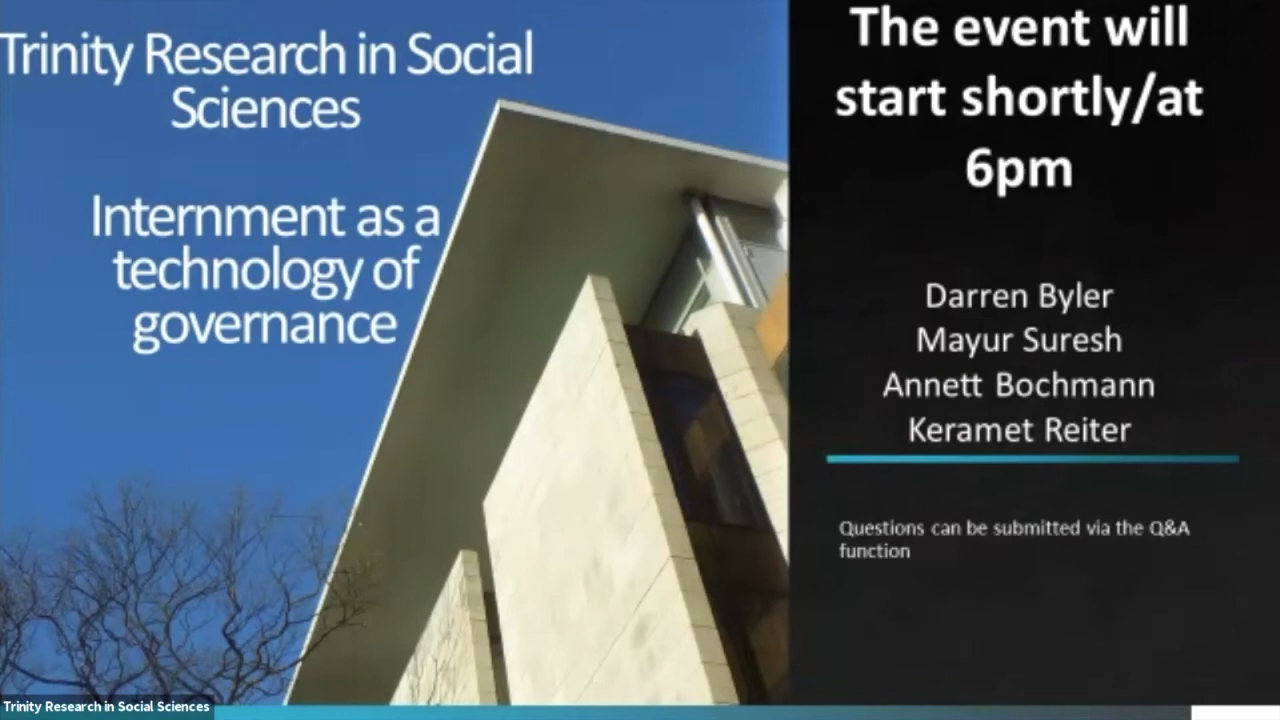 Trinity Research in Social
Sciences
Internment as a
technology of
governance
The event will
start shortly/at
6pm
Darren Byler
Mayur Suresh
Annett Bochmann
Keramet Reiter
Questions can be submitted via the Q&A
function
Trinity Research in Social Sciences